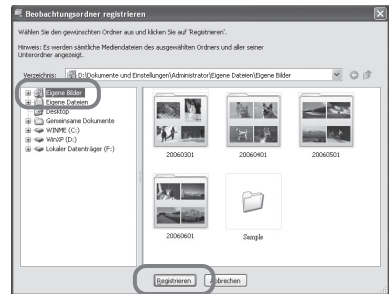 Beobachtungsordner registrieren
Wählen Sie den gewünschten Ordner aus und klicken Sie auf 'Registrieren'.
Hinweis: Es werden sämtliche Mediendateien des ausgewählten Ordners und aller seiner
Unterordner angezeigt.
Verzeichnis: D:\Dokumente und Einstellungen\Administrator\Eigene Dateien\Eigene Bilder
Eigene Bilder
Eigene Dateien
Desktop
Gemeinsame Dokumente
WINME (C:)
WinXP (D:)
Lokaler Datenträger (F:)
20060301 20060401 20060501
20060601 Sample
Registrieren Abbrechen